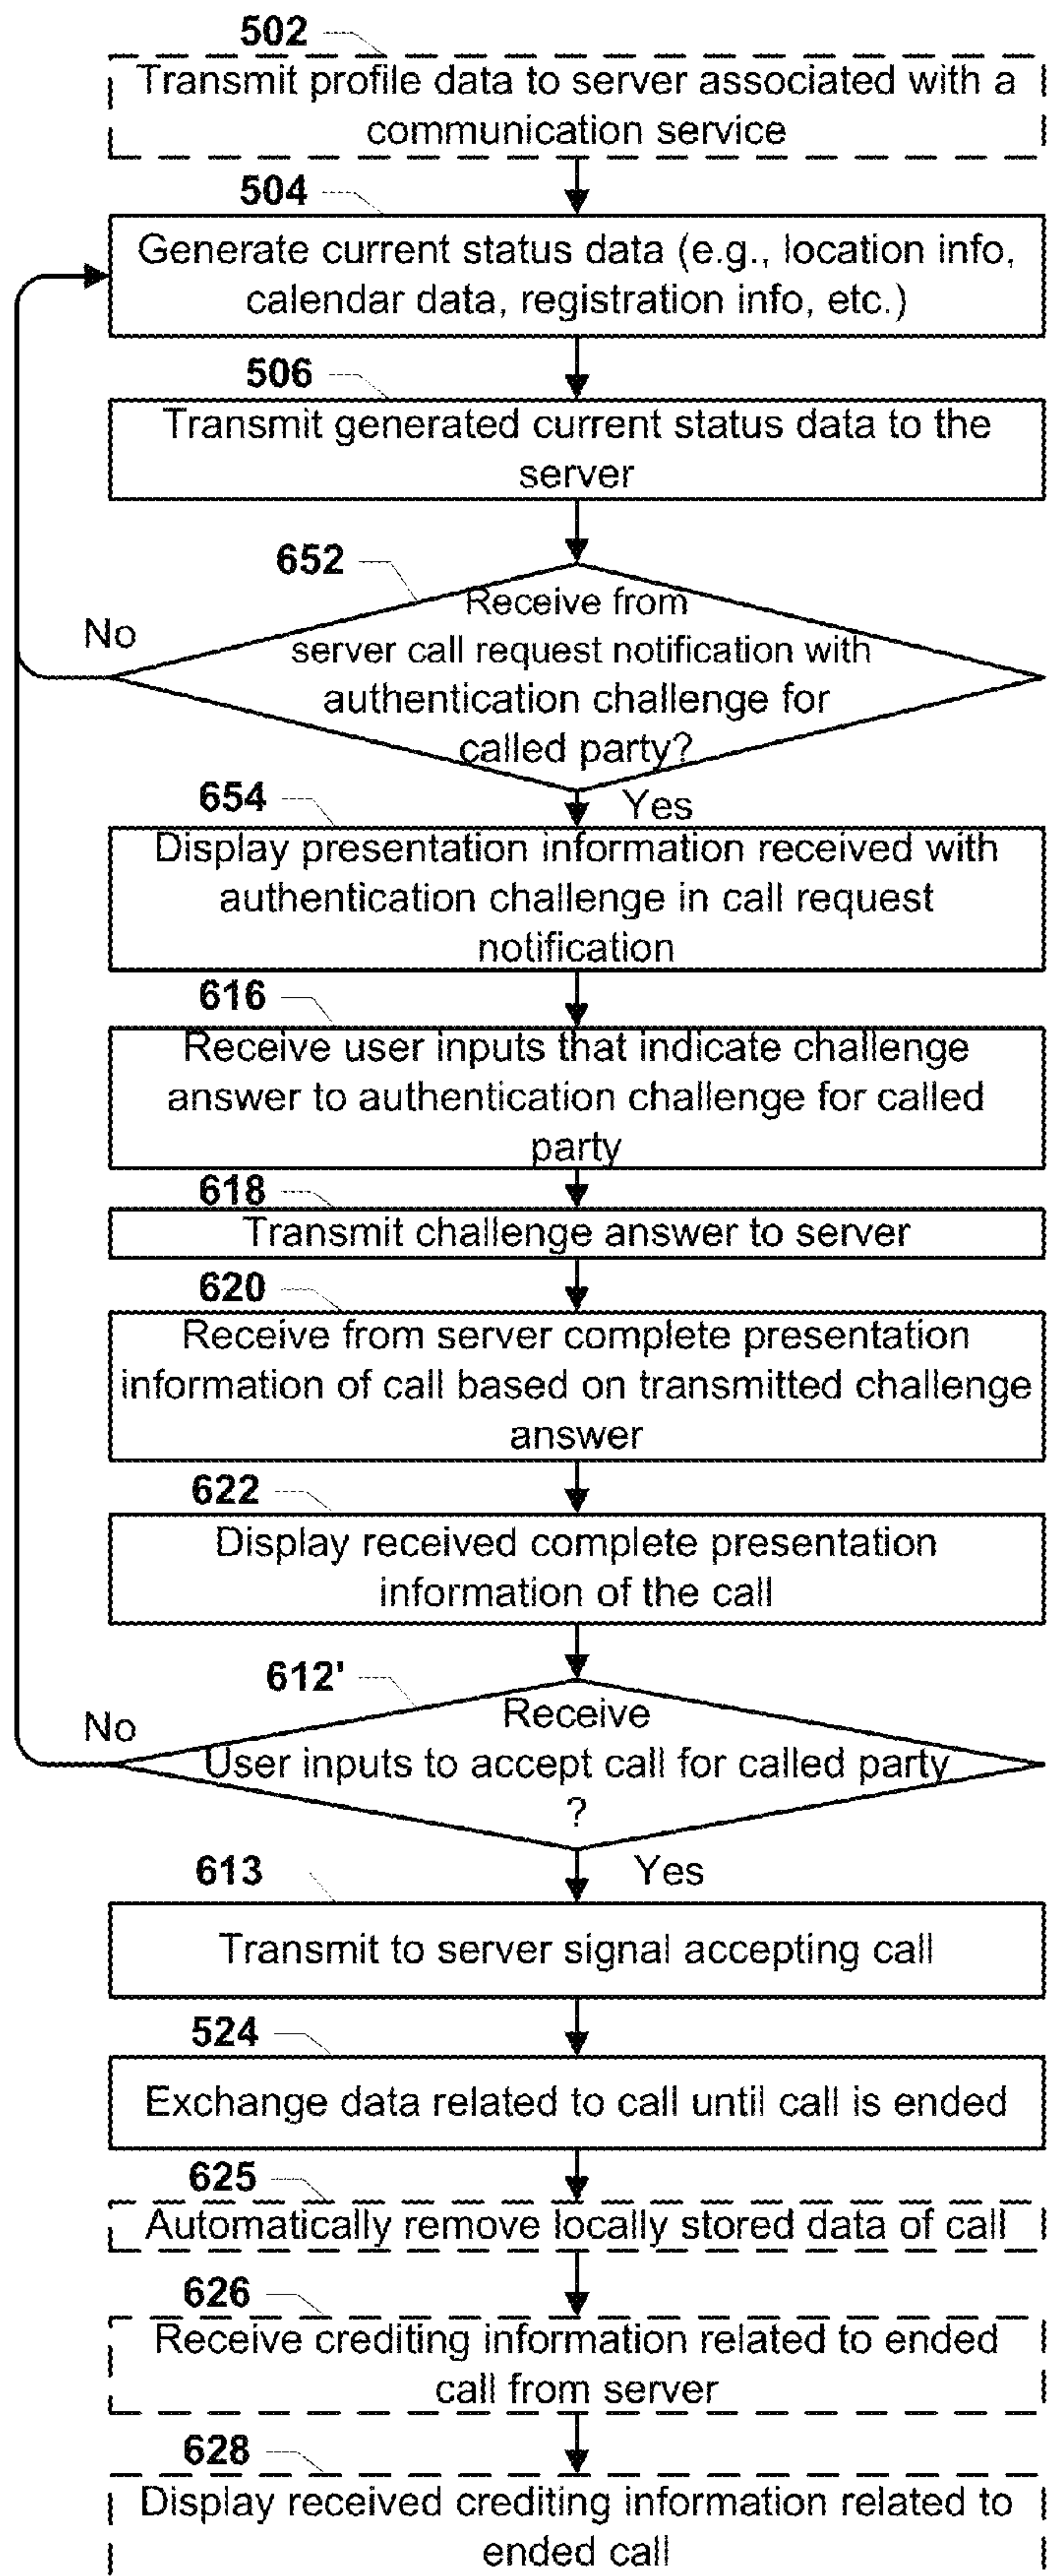 502
Transmit profile data to server associated with a
communication service
504
Generate current status data (e.g., location info,
calendar data, registration info, etc.)
506
Transmit generated current status data to the
server
652
No
Receive from
server call request notification with
authentication challenge for
called party?
654
Yes
Display presentation information received with
authentication challenge in call request
notification
616
Receive user inputs that indicate challenge
answer to authentication challenge for called
party
618
Transmit challenge answer to server
620
Receive from server complete presentation
information of call based on transmitted challenge
answer
622
Display received complete presentation
information of the call
612'
No
Receive
User inputs to accept call for called party
?
613
Yes
Transmit to server signal accepting call
524
Exchange data related to call until call is ended
625
Automatically remove locally stored data of call
626
Receive crediting information related to ended
call from server
628
Display received crediting information related to
ended call